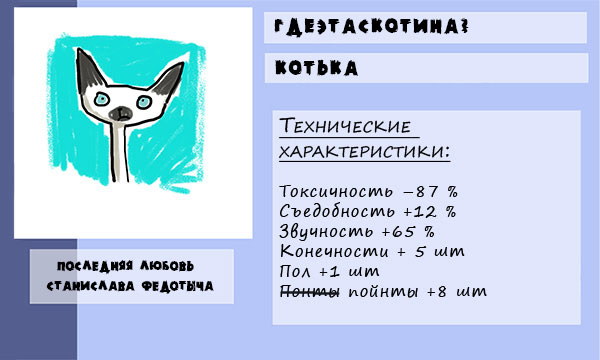 ГДЕЭТАСКОТИНА?
КОТЬКА
Технические
характеристики:
Токсичность –87 %
Съедобность +12 %
Звучность +65 %
Конечности + 5 шт
Пол +1 шт
Понты пойнты +8 шт
ПОСЛЕДНЯЯ ЛЮБОВЬ
СТАНИСЛАВА ФЕДОТЫЧА